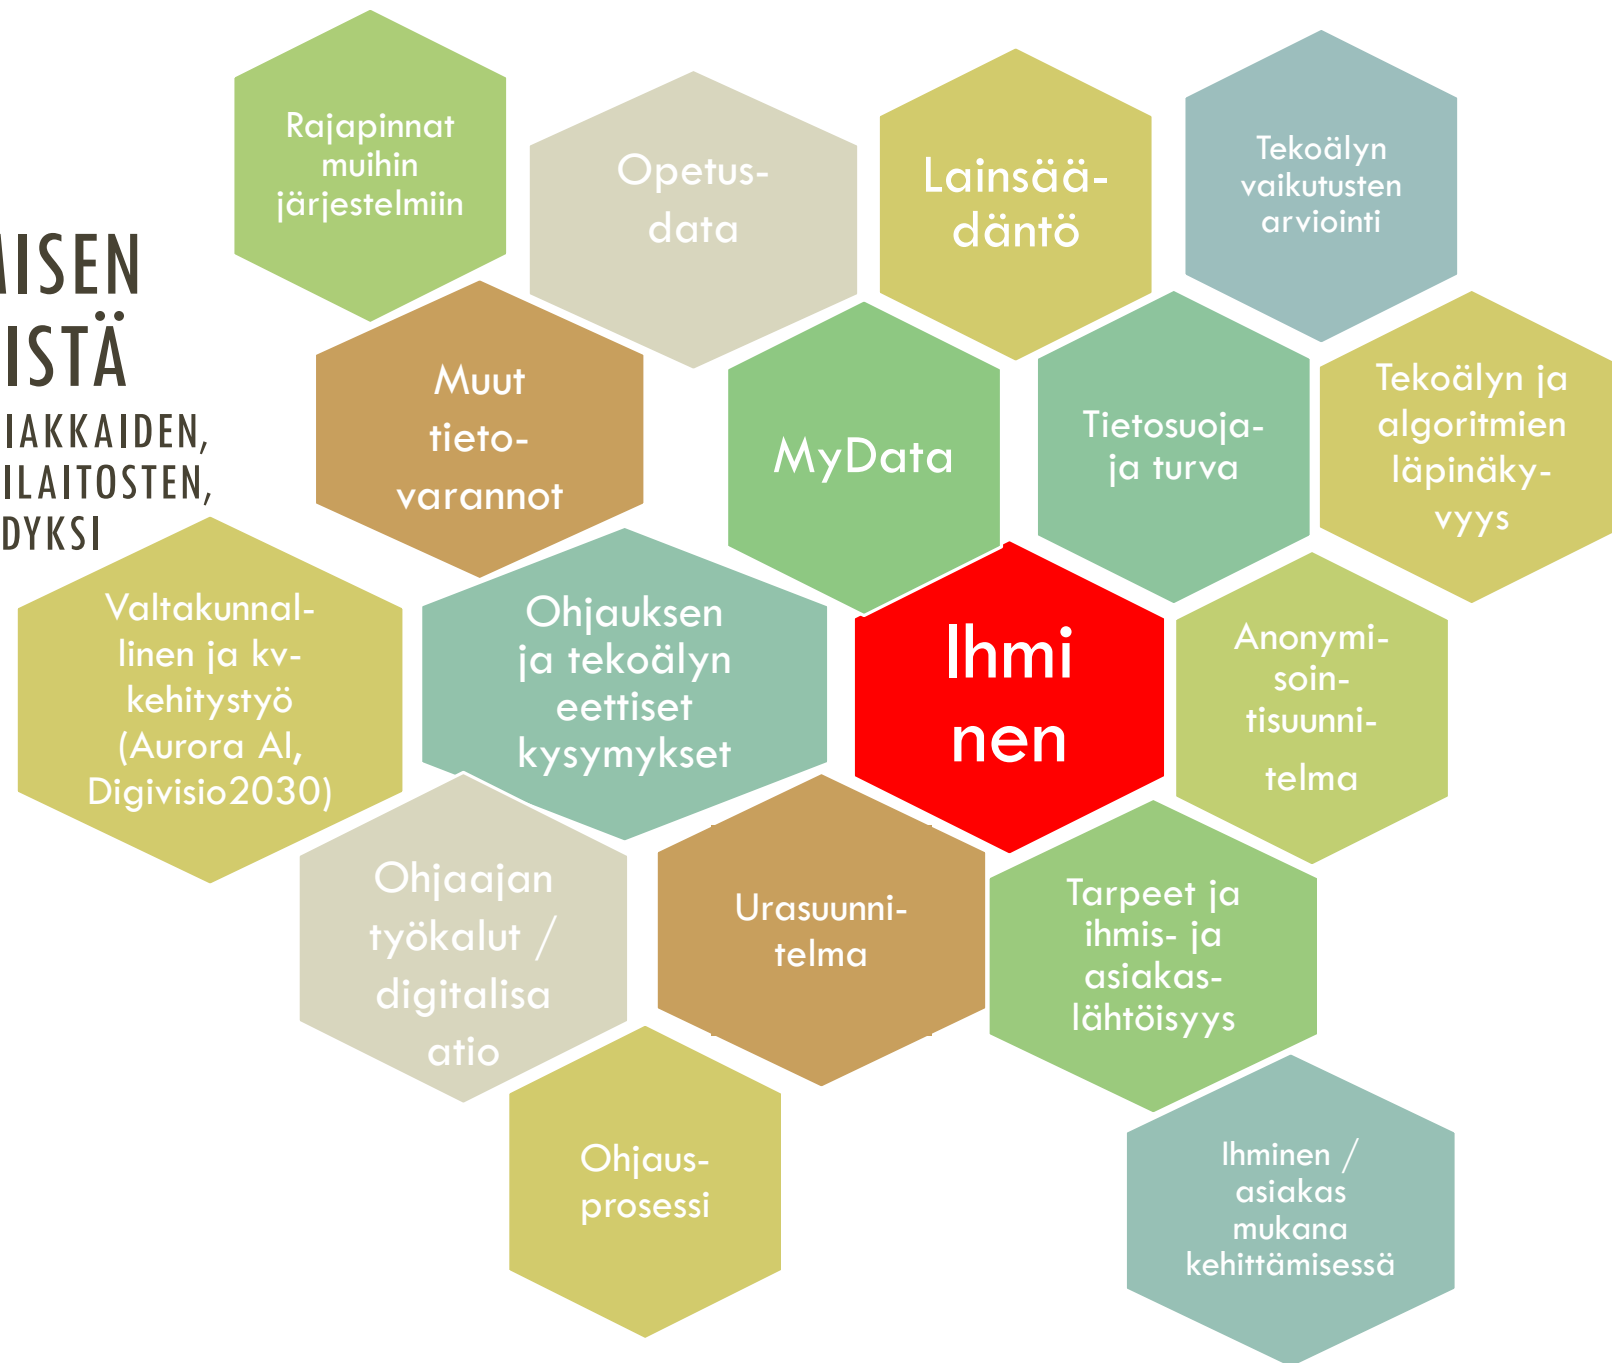 MISEN
ISTÄ
IAKKAIDEN,
ILAITOSTEN,
DYKSI
Rajapinnat
muihin
järjestelmiin
Opetus-
data
Lainsää-
däntö
Tekoälyn
vaikutusten
arviointi
Muut
tieto-
varannot
MyData
Tietosuoja-
ja turva
Tekoälyn ja
algoritmien
läpinäky-
vyys
Valtakunnal-
linen ja kv-
kehitystyö
(Aurora AI,
Digivisio2030)
Ohjauksen
ja tekoälyn
eettiset
kysymykset
Ihmi
nen
Anonymi-
soin-
tisuunni-
telma
Ohjaajan
työkalut /
digitalisa
atio
Urasuunni-
telma
Tarpeet ja
ihmis- ja
asiakas-
lähtöisyys
Ohjaus-
prosessi
Ihminen /
asiakas
mukana
kehittämisessä